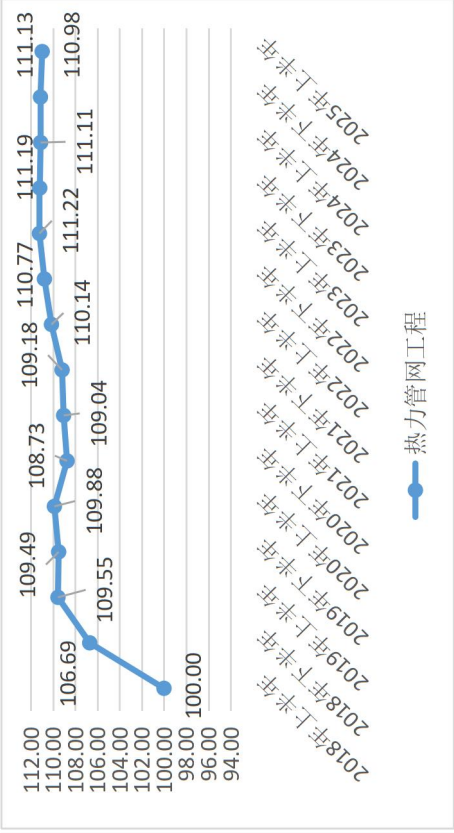 112.00
110.00
108.00
106.00
104.00
102.00
100.00
98.00
96.00
94.00
100.00
106.69
109.55
109.49
109.88
108.73
109.04
109.18
110.14
110.77
111.22
111.19
111.11
111.13
110.98
2018年上半年
2018年下半年
2019年上半年
2019年下半年
2020年上半年
2020年下半年
2021年上半年
2021年下半年
2022年上半年
2022年下半年
2023年上半年
2023年下半年
2024年上半年
2024年下半年
2025年上半年
热力管网工程